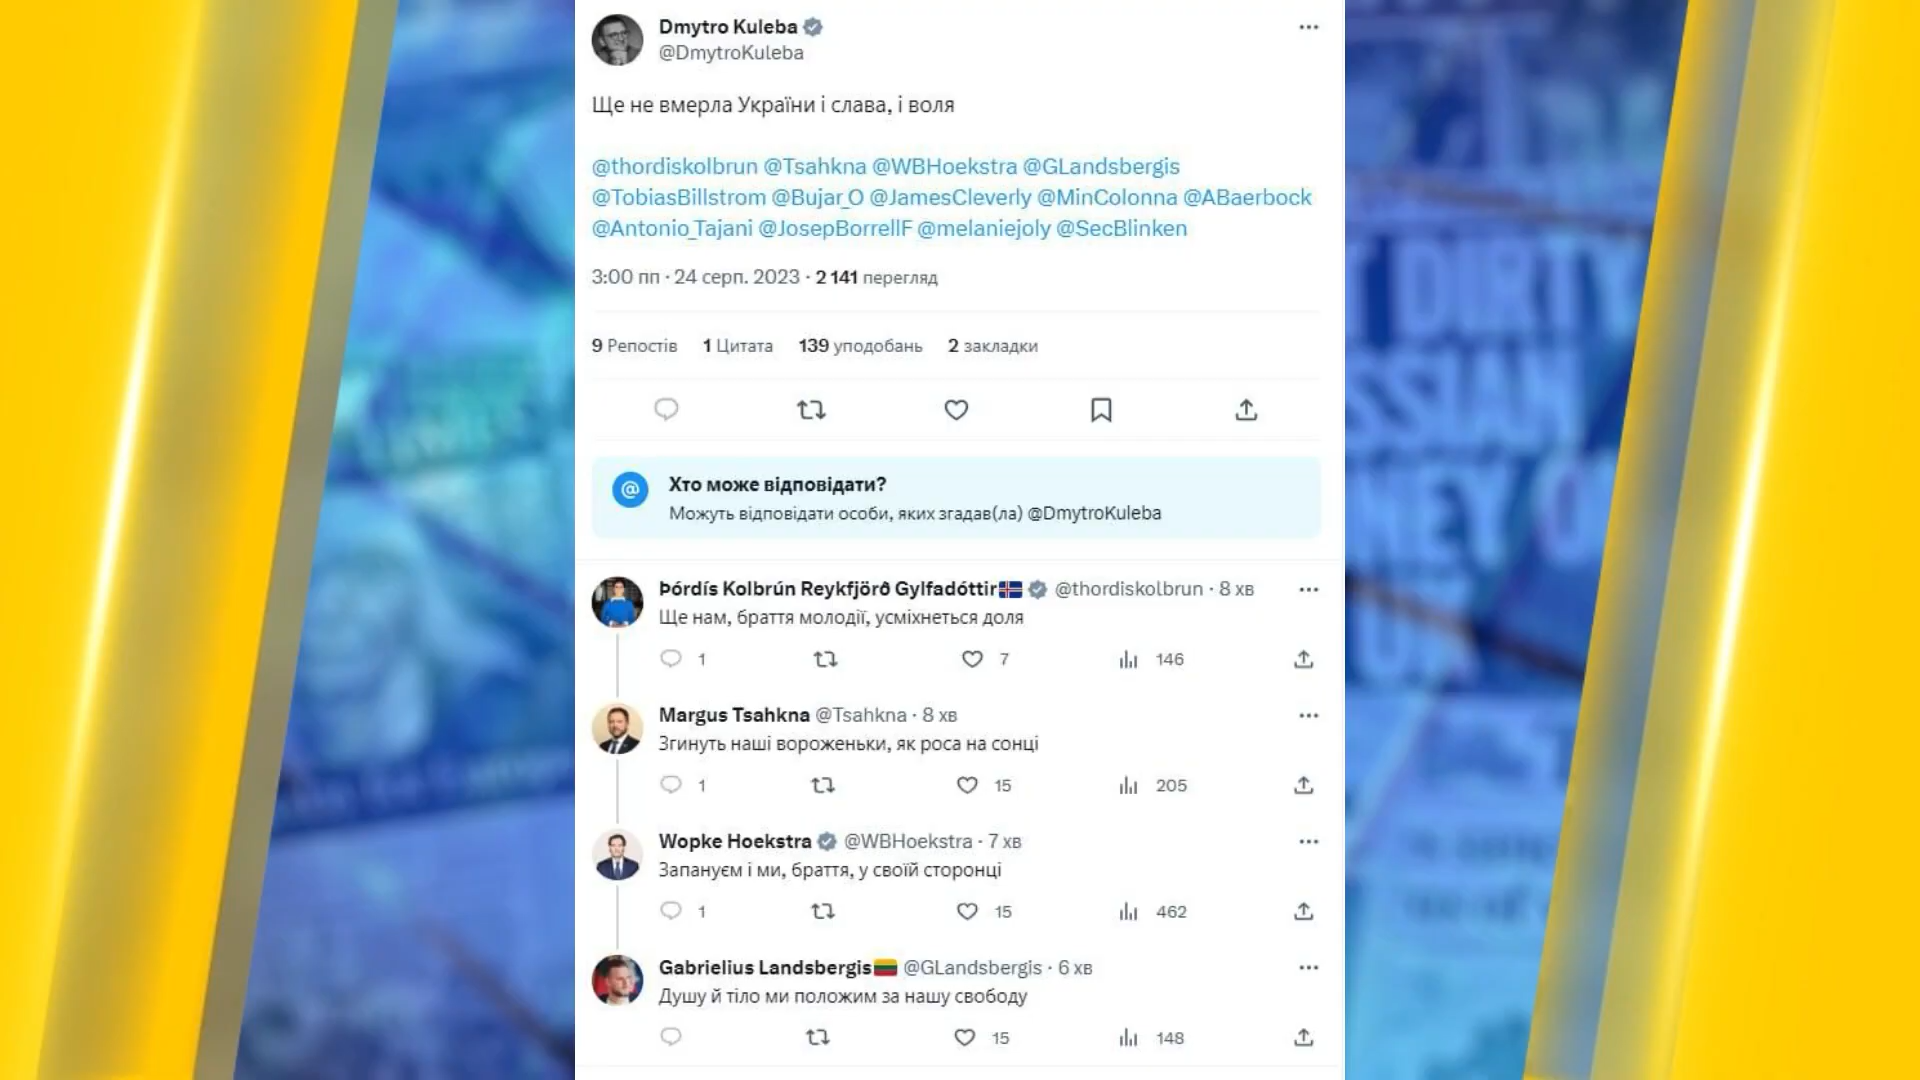 Dmytro Kuleba
@DmytroKuleba
Ще не вмерла України і слава, і воля
@thordiskolbrun @Tsahkna @WBHoekstra @GLandsbergis
@TobiasBillstrom @Bujar_O @JamesCleverly @MinColonna @ABaerbock
@Antonio_Tajani @JosepBorrellF @melaniejoly @SecBlinken
3:00 пп · 24 серп. 2023 · 2 141 перегляд
9 Репостів 1 Цитата 139 уподобань 2 закладки
Хто може відповідати?
Можуть відповідати особи, яких згадав(ла) @DmytroKuleba
Þórdís Kolbrún Reykfjörð Gylfadóttir @thordiskolbrun · 8 хв
Ще нам, браття молодії, усміхнеться доля
1 7 146
Margus Tsahkna @Tsahkna · 8 хв
Згинуть наші вороженьки, як роса на сонці
1 15 205
Wopke Hoekstra @WBHoekstra · 7 хв
Запануєм і ми, браття, у своїй сторонці
1 15 462
Gabrielius Landsbergis @GLandsbergis · 6 хв
Душу й тіло ми положим за нашу свободу
15 148
DIRTY